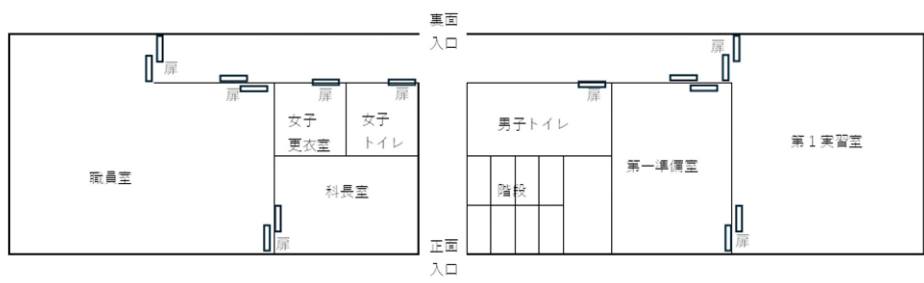 裏面
入口
扉
扉
扉
扉
扉
扉
女子
更衣室
女子
トイレ
男子トイレ
第１実習室
第一準備室
職員室
科長室
階段
扉
扉
正面
入口